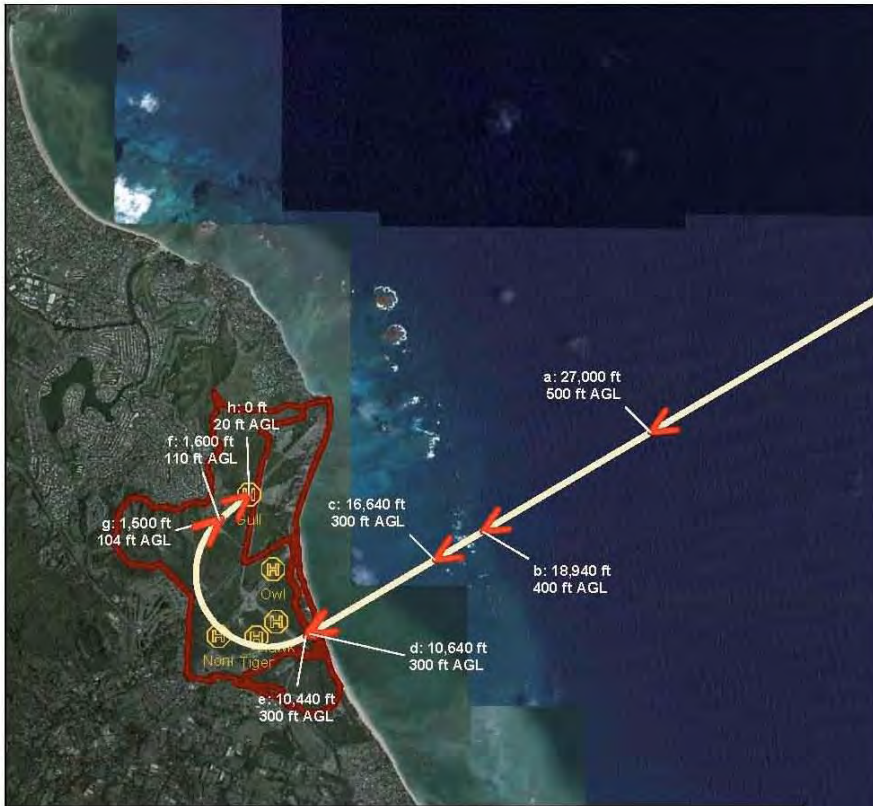 a: 27,000 ft
500 ft AGL
h: 0 ft
20 ft AGL
f: 1,600 ft
110 ft AGL
H
Gull
g: 1,500 ft
104 ft AGL
c: 16,640 ft
300 ft AGL
b: 18,940 ft
400 ft AGL
H
Owl
H
H
H
Noni
Tiger
d: 10,640 ft
300 ft AGL
e: 10,440 ft
300 ft AGL